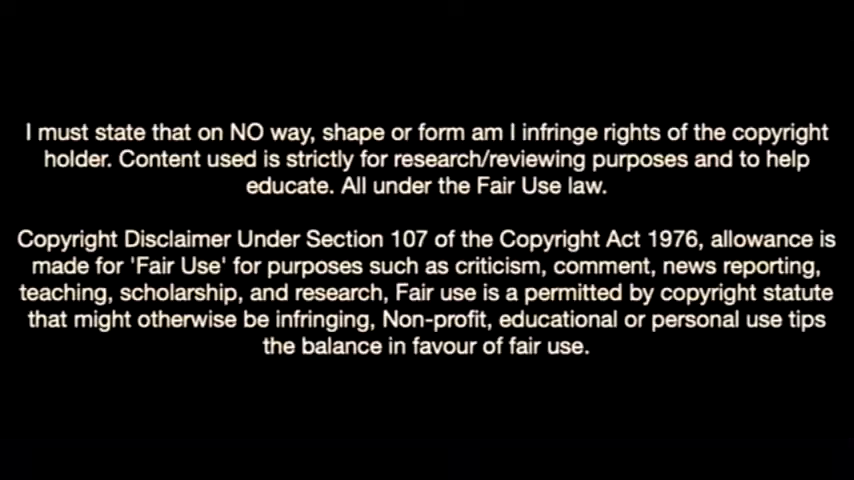 I must state that on NO way, shape or form am I infringe rights of the copyright
holder. Content used is strictly for research/reviewing purposes and to help
educate. All under the Fair Use law.
Copyright Disclaimer Under Section 107 of the Copyright Act 1976, allowance is
made for 'Fair Use' for purposes such as criticism, comment, news reporting,
teaching, scholarship, and research, Fair use is a permitted by copyright statute
that might otherwise be infringing, Non-profit, educational or personal use tips
the balance in favour of fair use.